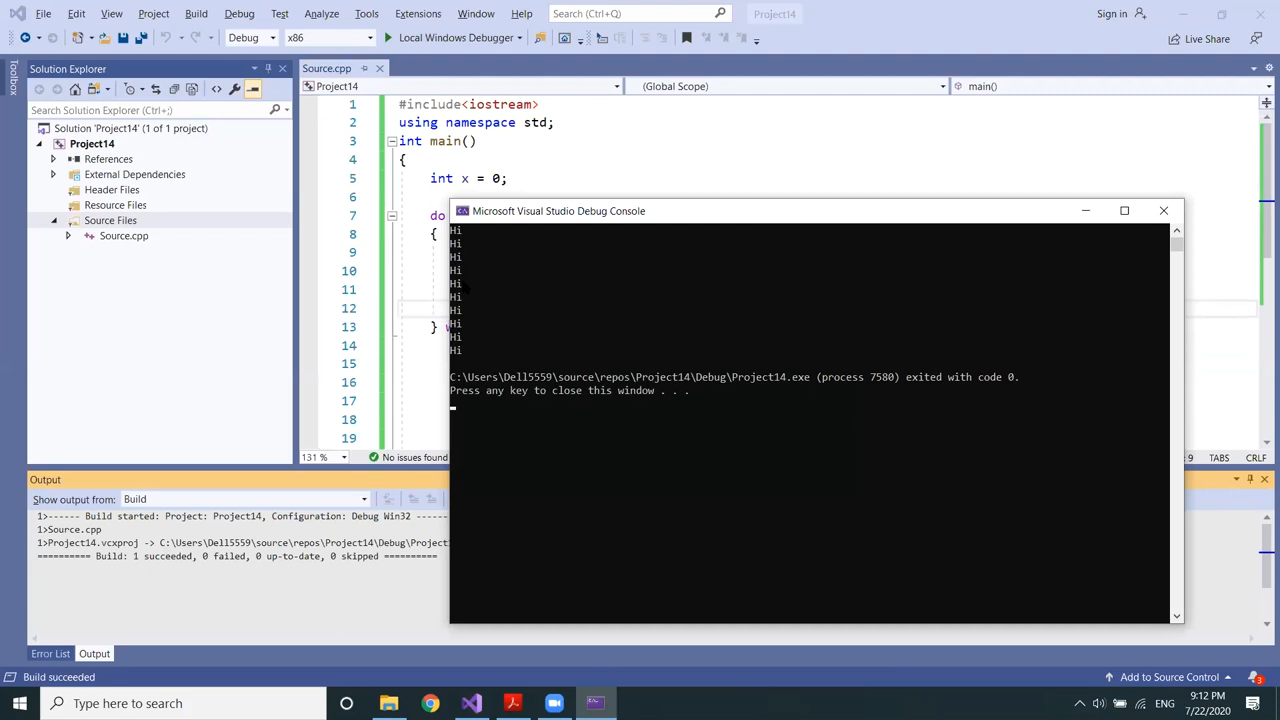 File Edit View Git Project Build Debug Test Analyze Tools Extensions Window Help Search (Ctrl+Q) Project14 Sign in
Debug x86 Local Windows Debugger Live Share
Toolbox
Solution Explorer
Search Solution Explorer (Ctrl+;)
Solution 'Project14' (1 of 1 project)
Project14
References
External Dependencies
Header Files
Resource Files
Source Files
Source.cpp
Source.cpp
Project14 (Global Scope) main()
1 #include<iostream>
2 using namespace std;
3 int main()
4 {
5 int x = 0;
6
7 do
8 {
9
10
11
12
13 }
14
15
16
17
18
19
131 % No issues found
TABS CRLF
Microsoft Visual Studio Debug Console
Hi
Hi
Hi
Hi
Hi
Hi
Hi
Hi
Hi
Hi
C:\Users\Dell5559\source\repos\Project14\Debug\Project14.exe (process 7580) exited with code 0.
Press any key to close this window . . .
Output
Show output from: Build
1>------ Build started: Project: Project14, Configuration: Debug Win32 ------
1>Source.cpp
1>Project14.vcxproj -> C:\Users\Dell5559\source\repos\Project14\Debug\Project1
========== Build: 1 succeeded, 0 failed, 0 up-to-date, 0 skipped ==========
Error List Output
Build succeeded Add to Source Control 3
Type here to search ENG 9:12 PM
7/22/2020